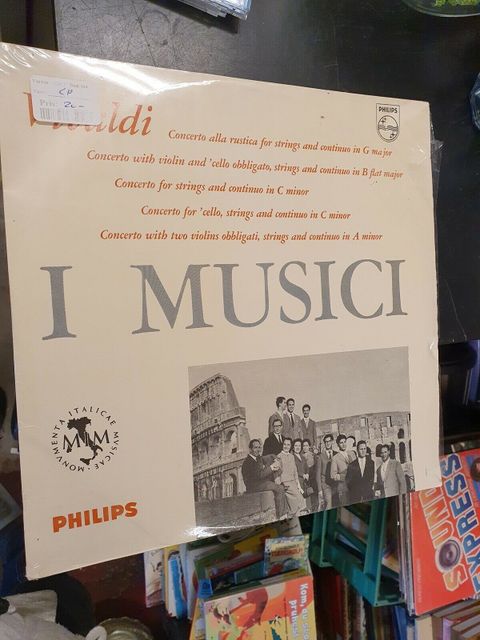 Pris: 20-
Vivaldi
PHILIPS
Concerto alla rustica for strings and continuo in G major
Concerto with violin and 'cello obbligato, strings and continuo in B flat major
Concerto for strings and continuo in C minor
Concerto for 'cello, strings and continuo in C minor
Concerto with two violins obbligati, strings and continuo in A minor
I MUSICI
MONVMENTA ITALICAE MVSICAE
MIM
PHILIPS
SOUND
EXPRESS